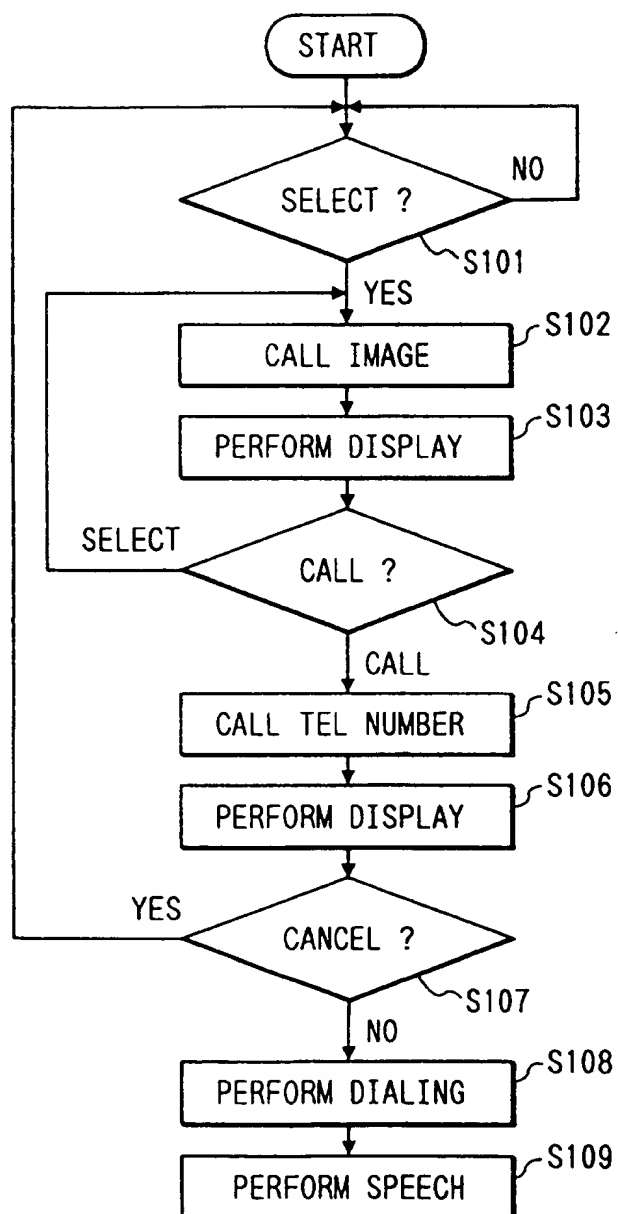 START
NO
SELECT ?
S101
YES
S102
CALL IMAGE
S103
PERFORM DISPLAY
SELECT
CALL ?
S104
CALL
S105
CALL TEL NUMBER
S106
PERFORM DISPLAY
YES
CANCEL ?
S107
NO
S108
PERFORM DIALING
S109
PERFORM SPEECH